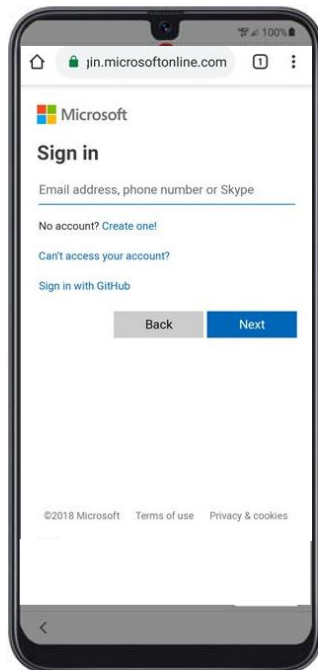 100%
gin.microsoftonline.com 1
Microsoft
Sign in
Email address, phone number or Skype
No account? Create one!
Can't access your account?
Sign in with GitHub
Back Next
©2018 Microsoft Terms of use Privacy & cookies